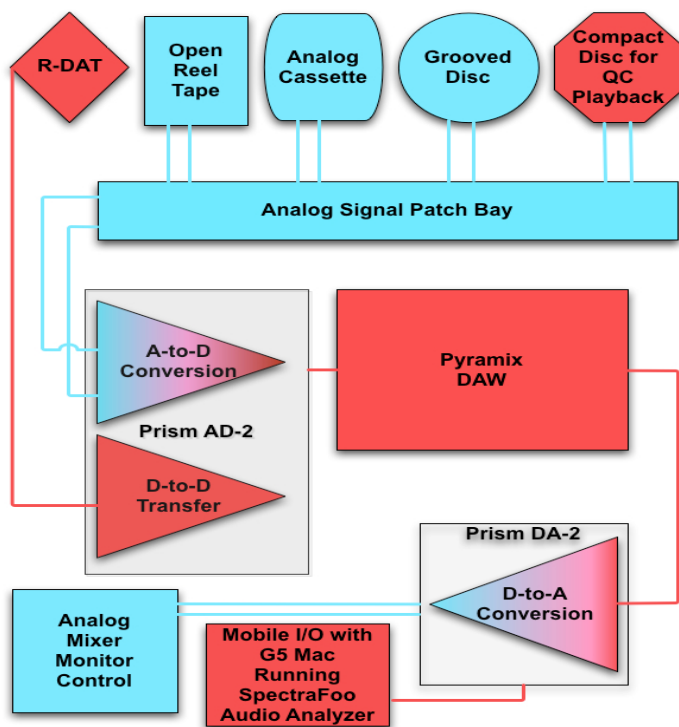 R-DAT
Open
Reel
Tape
Analog
Cassette
Grooved
Disc
Compact
Disc for
QC
Playback
Analog Signal Patch Bay
A-to-D
Conversion
Prism AD-2
D-to-D
Transfer
Pyramix
DAW
Prism DA-2
D-to-A
Conversion
Analog
Mixer
Monitor
Control
Mobile I/O with
G5 Mac
Running
SpectraFoo
Audio Analyzer